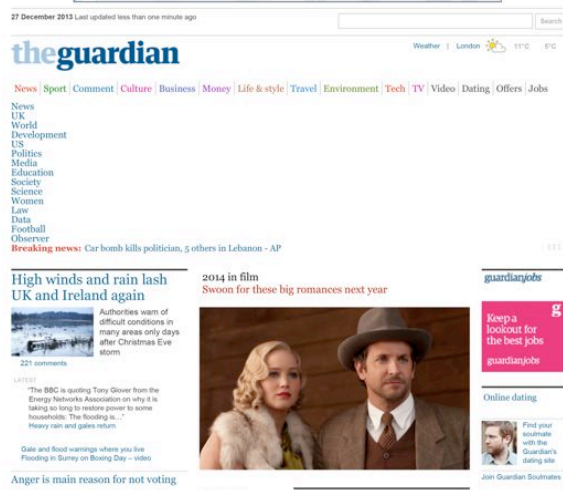 27 December 2013 Last updated less than one minute ago
Search
theguardian
Weather | London 11°C 5°C
News Sport Comment Culture Business Money Life & style Travel Environment Tech TV Video Dating Offers Jobs
News
UK
World
Development
US
Politics
Media
Education
Society
Science
Women
Law
Data
Football
Observer
Breaking news: Car bomb kills politician, 5 others in Lebanon - AP
High winds and rain lash
UK and Ireland again
Authorities warn of
difficult conditions in
many areas only days
after Christmas Eve
storm
221 comments
LATEST
"The BBC is quoting Tony Glover from the
Energy Networks Association on why it is
taking so long to restore power to some
households: The flooding is…"
Heavy rain and gales return
Gale and flood warnings where you live
Flooding in Surrey on Boxing Day – video
Anger is main reason for not voting
2014 in film
Swoon for these big romances next year
guardianjobs
g
Keep a
lookout for
the best jobs
guardianjobs
Online dating
Find your
soulmate
with the
Guardian's
dating site
Join Guardian Soulmates